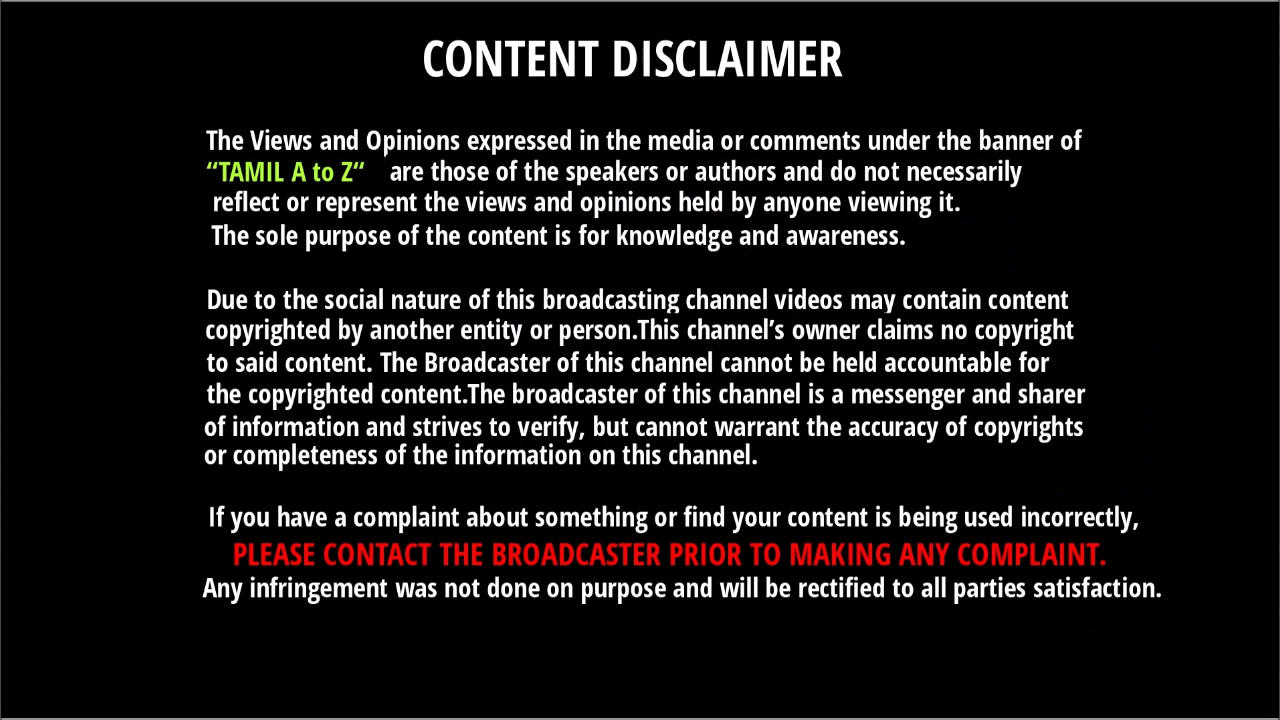 CONTENT DISCLAIMER
The Views and Opinions expressed in the media or comments under the banner of
“TAMIL A to Z“ are those of the speakers or authors and do not necessarily
reflect or represent the views and opinions held by anyone viewing it.
The sole purpose of the content is for knowledge and awareness.
Due to the social nature of this broadcasting channel videos may contain content
copyrighted by another entity or person.This channel’s owner claims no copyright
to said content. The Broadcaster of this channel cannot be held accountable for
the copyrighted content.The broadcaster of this channel is a messenger and sharer
of information and strives to verify, but cannot warrant the accuracy of copyrights
or completeness of the information on this channel.
If you have a complaint about something or find your content is being used incorrectly,
PLEASE CONTACT THE BROADCASTER PRIOR TO MAKING ANY COMPLAINT.
Any infringement was not done on purpose and will be rectified to all parties satisfaction.